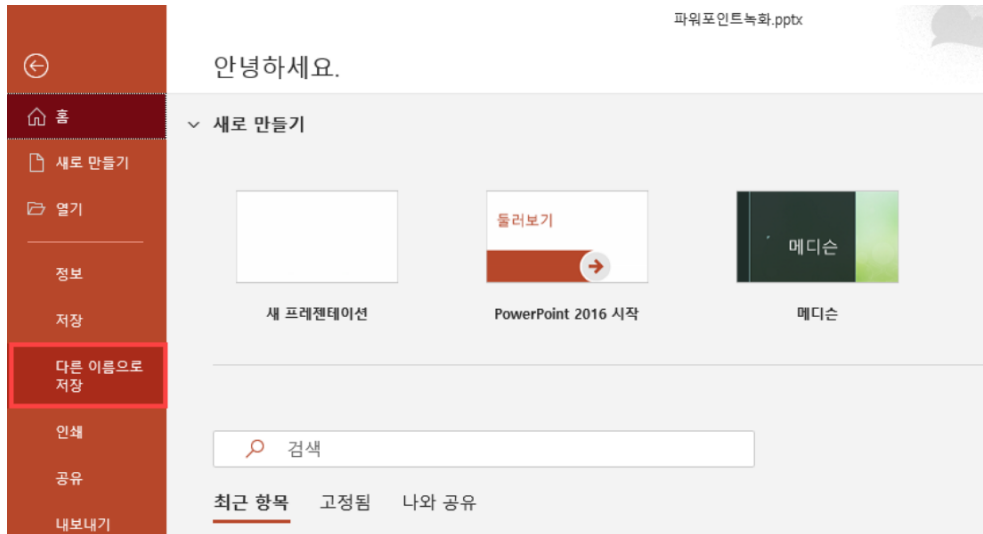 파워포인트녹화.pptx
안녕하세요.
홈
새로 만들기
새로 만들기
열기
둘러보기
메디슨
정보
새 프레젠테이션
PowerPoint 2016 시작
메디슨
저장
다른 이름으로
저장
인쇄
검색
공유
최근 항목 고정됨 나와 공유
내보내기